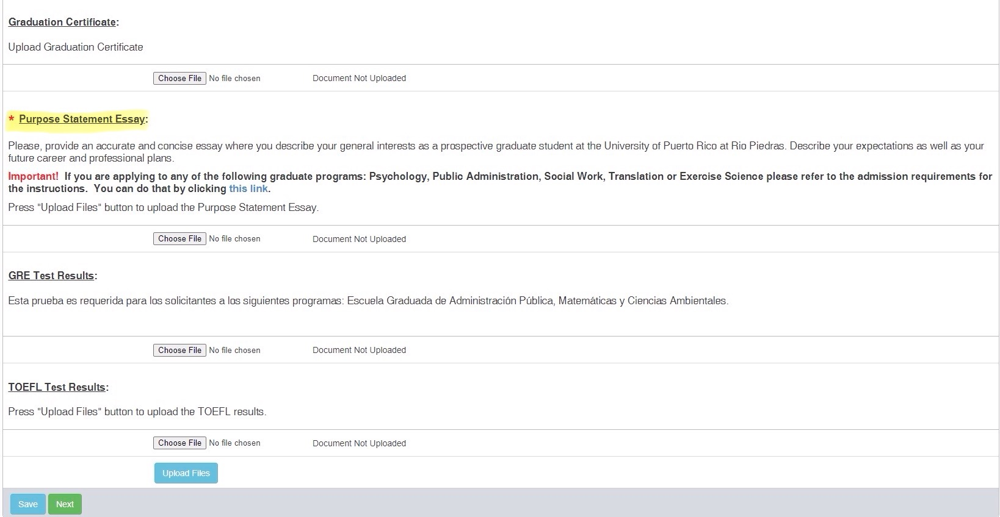 Graduation Certificate:
Upload Graduation Certificate
Choose File No file chosen Document Not Uploaded
* Purpose Statement Essay:
Please, provide an accurate and concise essay where you describe your general interests as a prospective graduate student at the University of Puerto Rico at Rio Piedras. Describe your expectations as well as your
future career and professional plans.
Important! If you are applying to any of the following graduate programs: Psychology, Public Administration, Social Work, Translation or Exercise Science please refer to the admission requirements for
the instructions. You can do that by clicking this link.
Press "Upload Files" button to upload the Purpose Statement Essay.
Choose File No file chosen Document Not Uploaded
GRE Test Results:
Esta prueba es requerida para los solicitantes a los siguientes programas: Escuela Graduada de Administración Pública, Matemáticas y Ciencias Ambientales.
Choose File No file chosen Document Not Uploaded
TOEFL Test Results:
Press "Upload Files" button to upload the TOEFL results.
Choose File No file chosen Document Not Uploaded
Upload Files
Save Next